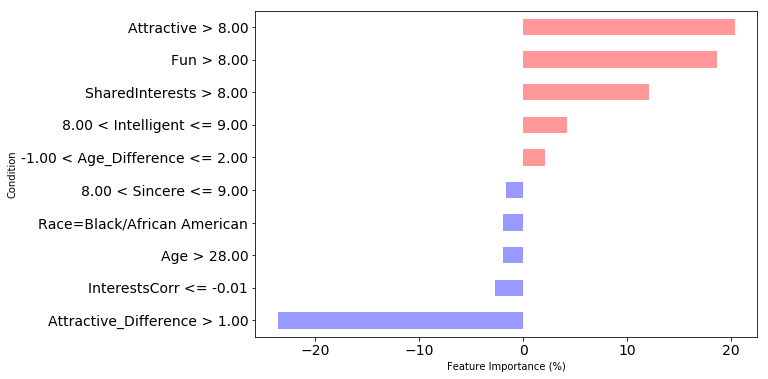 Attractive > 8.00
Fun > 8.00
SharedInterests > 8.00
8.00 < Intelligent <= 9.00
-1.00 < Age_Difference <= 2.00
8.00 < Sincere <= 9.00
Race=Black/African American
Age > 28.00
InterestsCorr <= -0.01
Attractive_Difference > 1.00
Condition
−20 −10 0 10 20
Feature Importance (%)